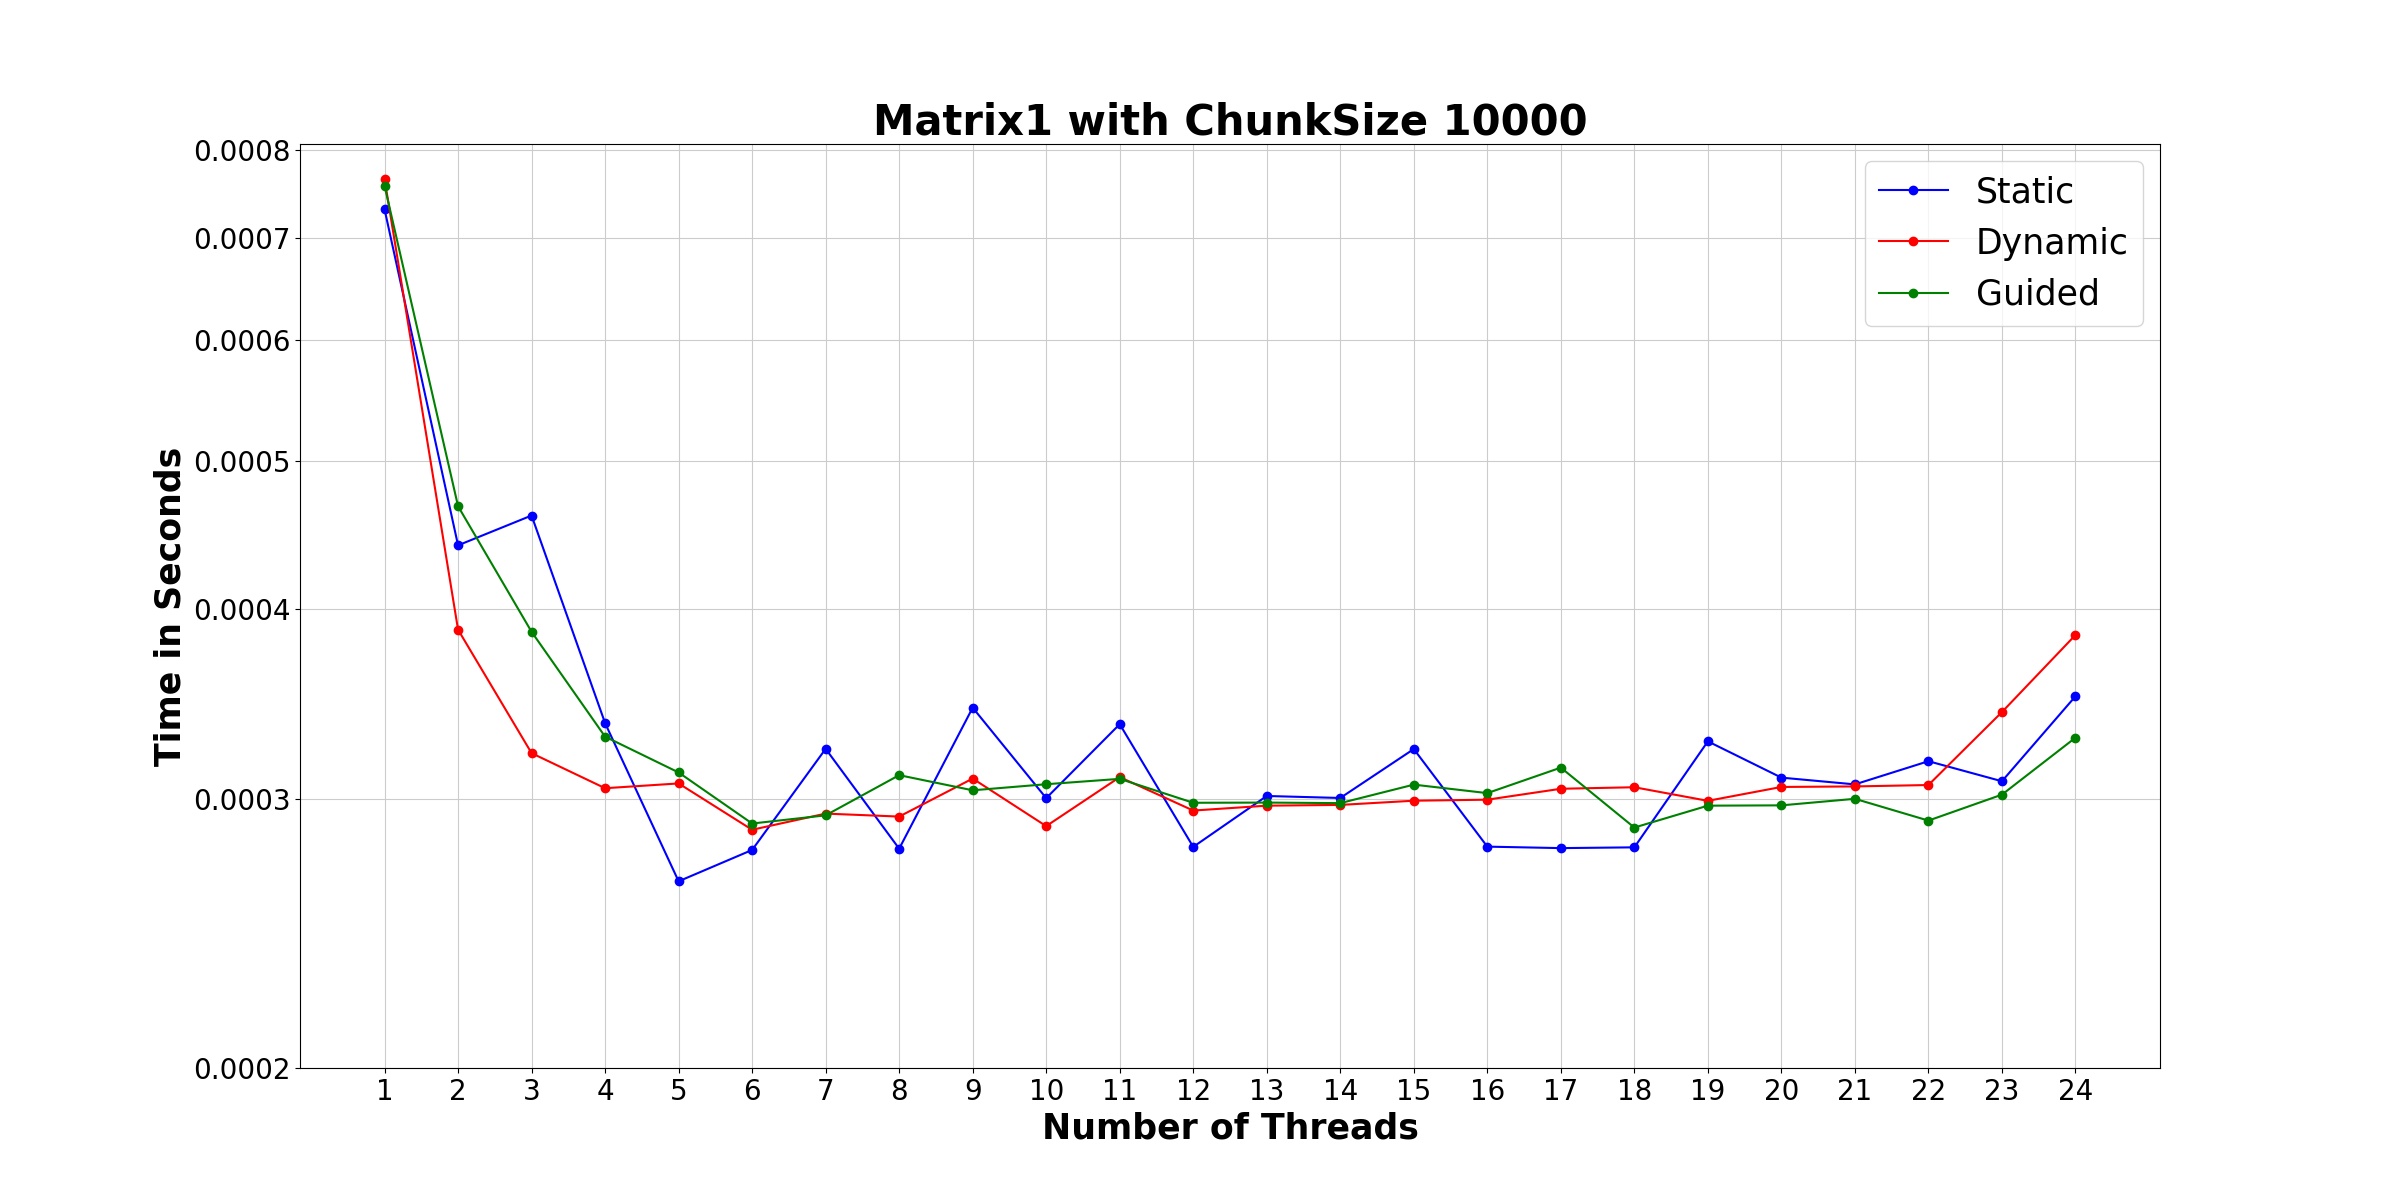 Matrix1 with ChunkSize 10000
0.0008
0.0007
0.0006
0.0005
0.0004
0.0003
0.0002
Time in Seconds
Static
Dynamic
Guided
1 2 3 4 5 6 7 8 9 10 11 12 13 14 15 16 17 18 19 20 21 22 23 24
Number of Threads